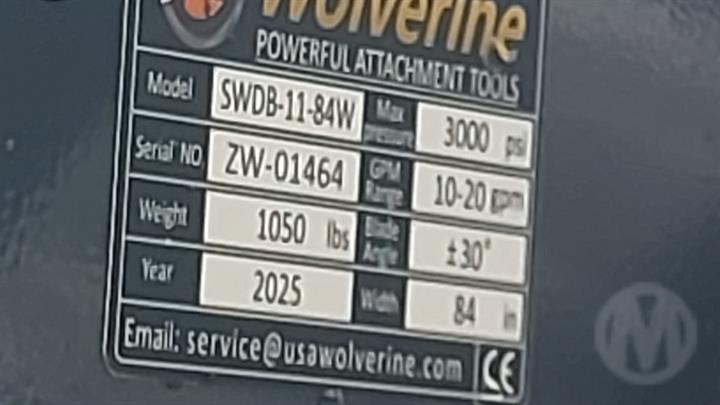 Wolverine
POWERFUL ATTACHMENT TOOLS
Model SWDB-11-84W Max pressure 3000 psi
Serial NO ZW-01464 GPM Range 10-20 gpm
Weight 1050 lbs Blade Angle ±30°
Year 2025 Width 84 in
Email: service@usawolverine.com CE
M